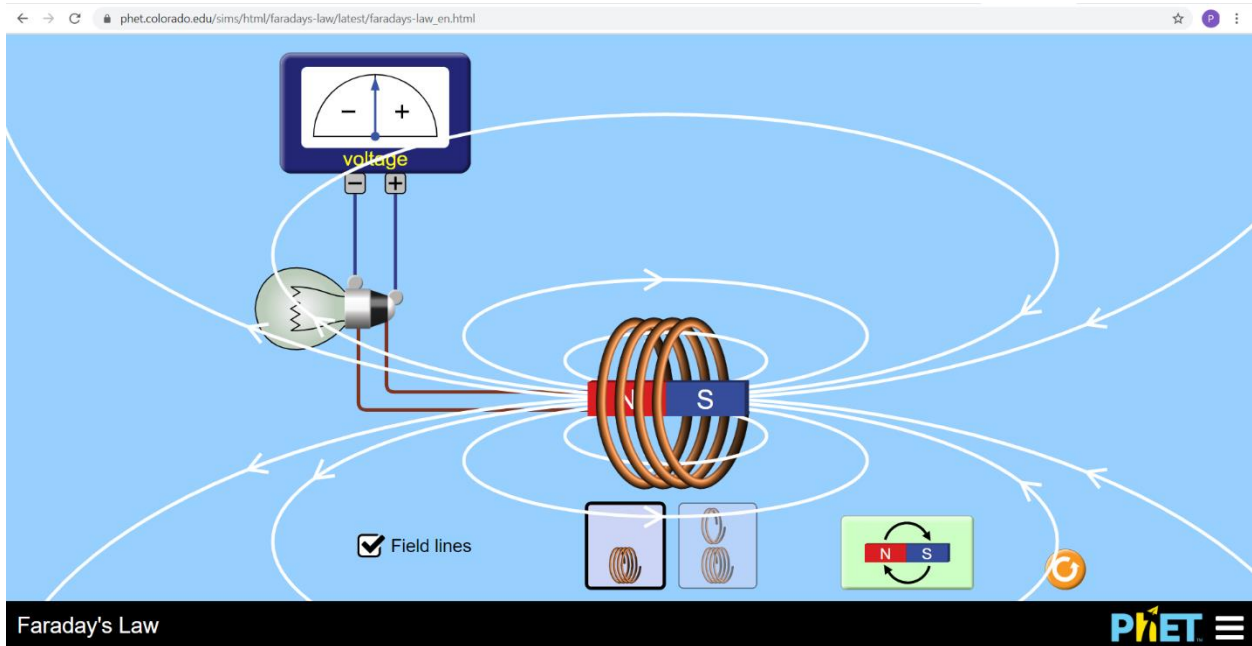 phet.colorado.edu/sims/html/faradays-law/latest/faradays-law_en.html
P
− +
voltage
− +
N S
Field lines
N S
Faraday's Law
PhET